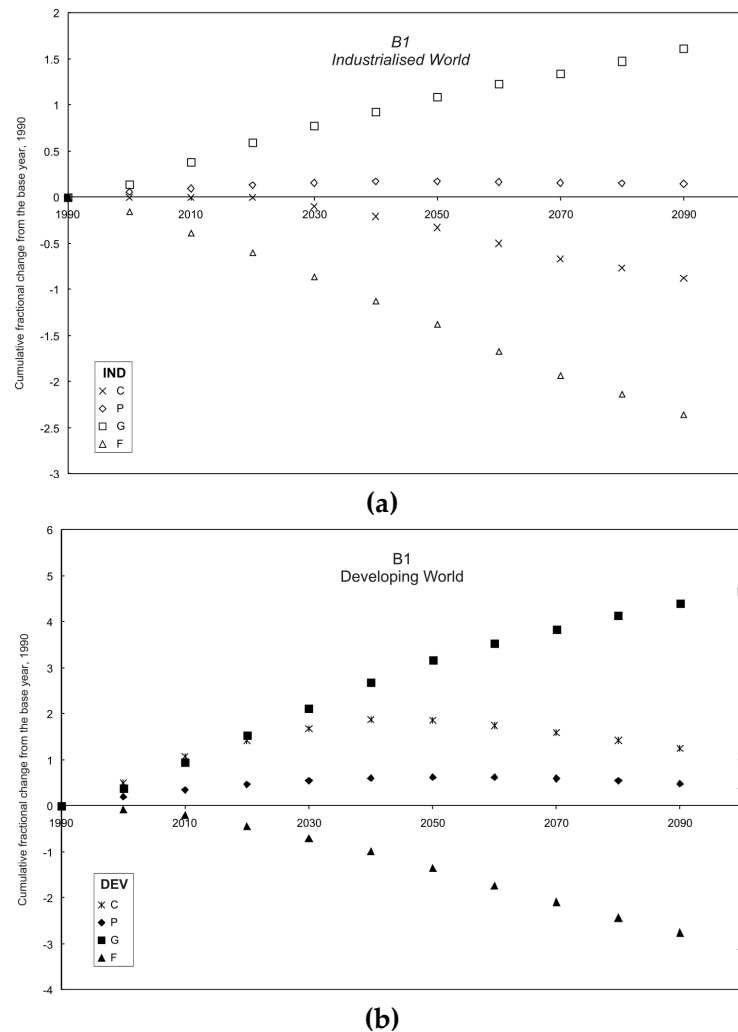 B1
Industrialised World
Cumulative fractional change from the base year, 1990
2
1.5
1
0.5
0
-0.5
-1
-1.5
-2
-2.5
-3
1990
2010
2030
2050
2070
2090
IND
C
P
G
F
(a)
B1
Developing World
Cumulative fractional change from the base year, 1990
6
5
4
3
2
1
0
-1
-2
-3
-4
1990
2010
2030
2050
2070
2090
DEV
C
P
G
F
(b)